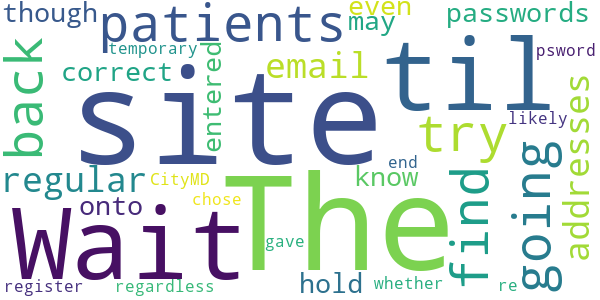 though
patients
even
may
passwords
temporary
psword
back
correct
entered
email
til
site
try
likely
addresses
regular
CityMD
The
know
find
going
onto
chose
Wait
gave
end
hold
whether
register
regardless
re